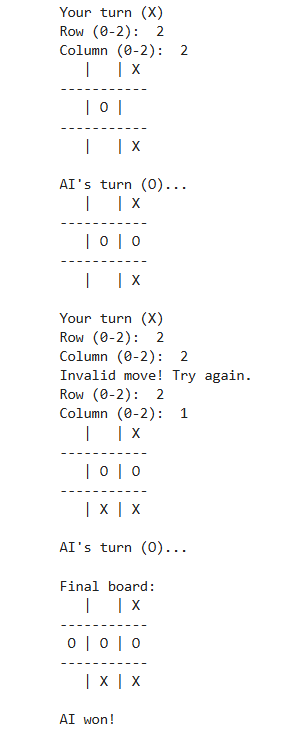 Your turn (X)
Row (0-2):  2
Column (0-2):  2
   |   | X
-----------
   | O |
-----------
   |   | X

AI's turn (O)...
   |   | X
-----------
   | O | O
-----------
   |   | X

Your turn (X)
Row (0-2):  2
Column (0-2):  2
Invalid move! Try again.
Row (0-2):  2
Column (0-2):  1
   |   | X
-----------
   | O | O
-----------
   | X | X

AI's turn (O)...

Final board:
   |   | X
-----------
 O | O | O
-----------
   | X | X

AI won!